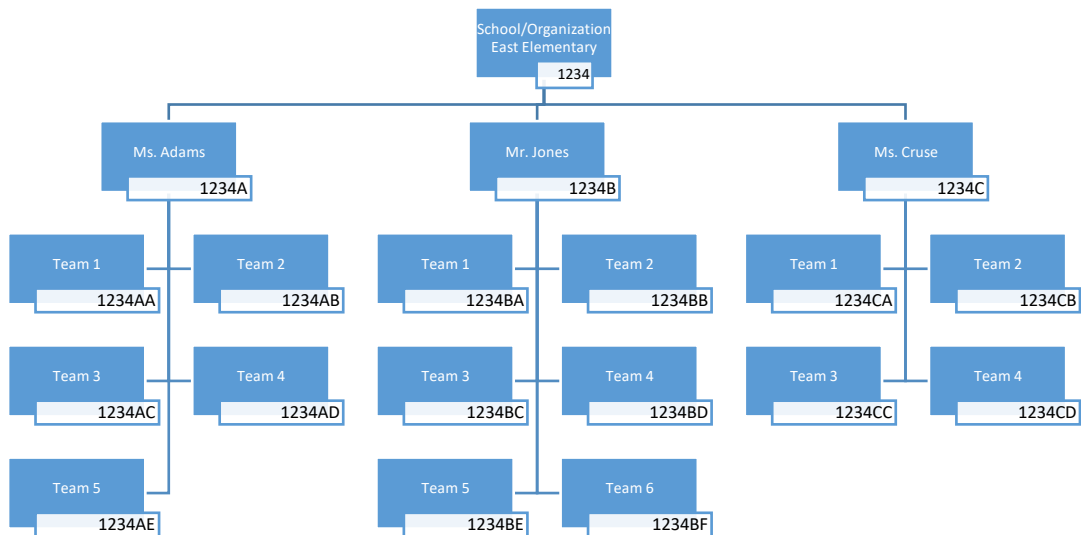 School/Organization
East Elementary
1234
Ms. Adams
1234A
Mr. Jones
1234B
Ms. Cruse
1234C
Team 1
1234AA
Team 2
1234AB
Team 1
1234BA
Team 2
1234BB
Team 1
1234CA
Team 2
1234CB
Team 3
1234AC
Team 4
1234AD
Team 3
1234BC
Team 4
1234BD
Team 3
1234CC
Team 4
1234CD
Team 5
1234AE
Team 5
1234BE
Team 6
1234BF